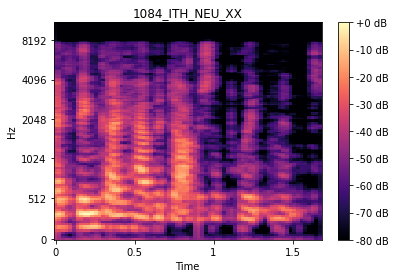 1084_ITH_NEU_XX
Hz
8192
4096
2048
1024
512
0
0
0.5
1
1.5
Time
+0 dB
-10 dB
-20 dB
-30 dB
-40 dB
-50 dB
-60 dB
-70 dB
-80 dB